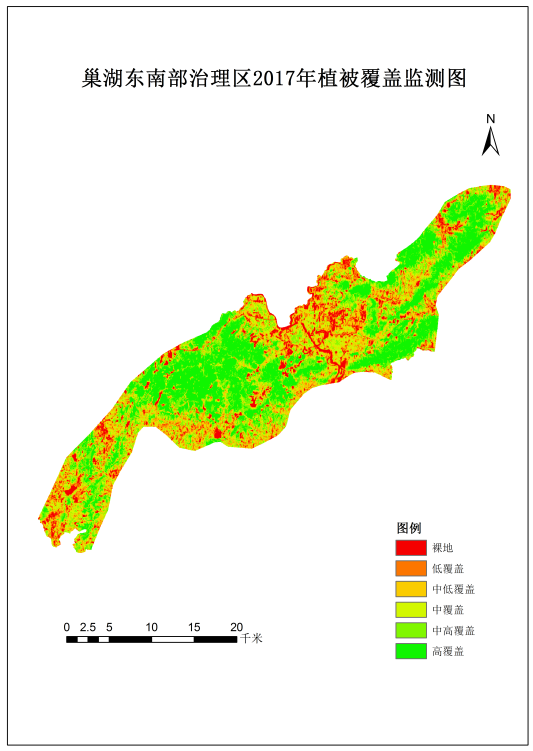 巢湖东南部治理区2017年植被覆盖监测图
N
图例
裸地
低覆盖
中低覆盖
中覆盖
中高覆盖
高覆盖
0 2.5 5 10 15 20
千米